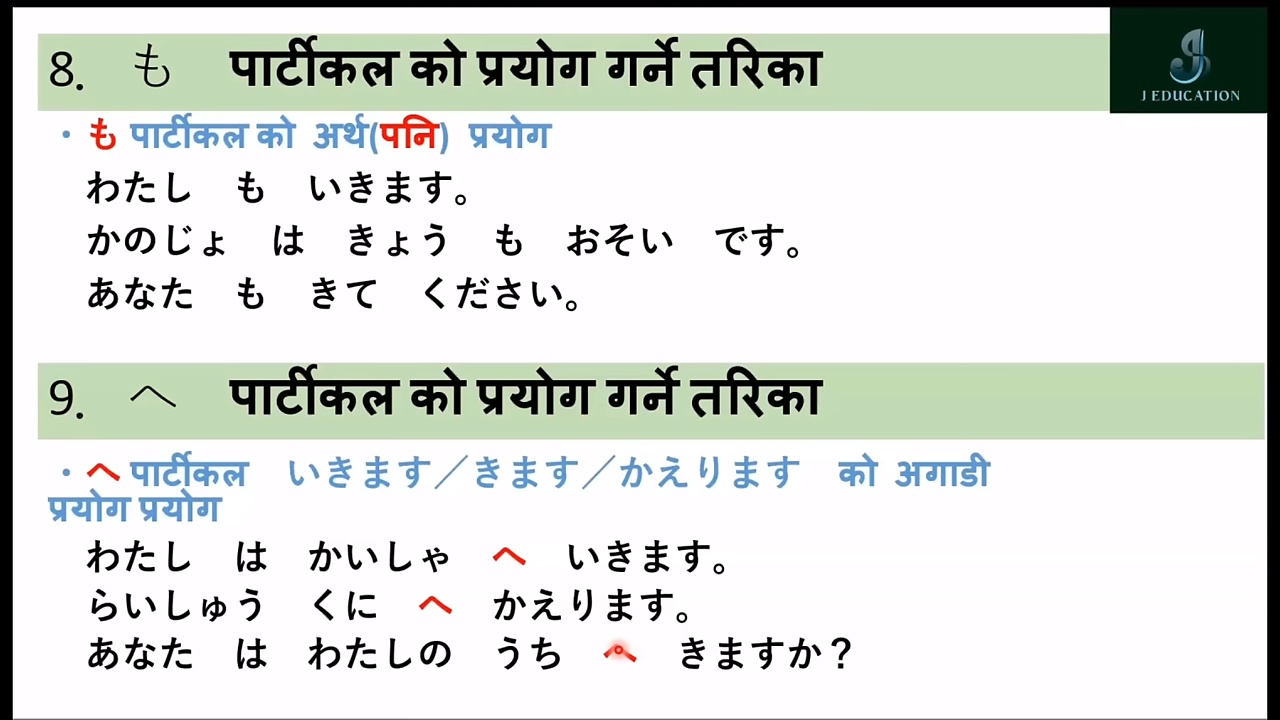 8. も पार्टीकल को प्रयोग गर्ने तरिका
J EDUCATION
・も पार्टीकल को अर्थ(पनि) प्रयोग
わたし も いきます。
かのじょ は きょう も おそい です。
あなた も きて ください。
9. へ पार्टीकल को प्रयोग गर्ने तरिका
・へ पार्टीकल いきます／きます／かえります को अगाडी
प्रयोग प्रयोग
わたし は かいしゃ へ いきます。
らいしゅう くに へ かえります。
あなた は わたしの うち へ きますか？